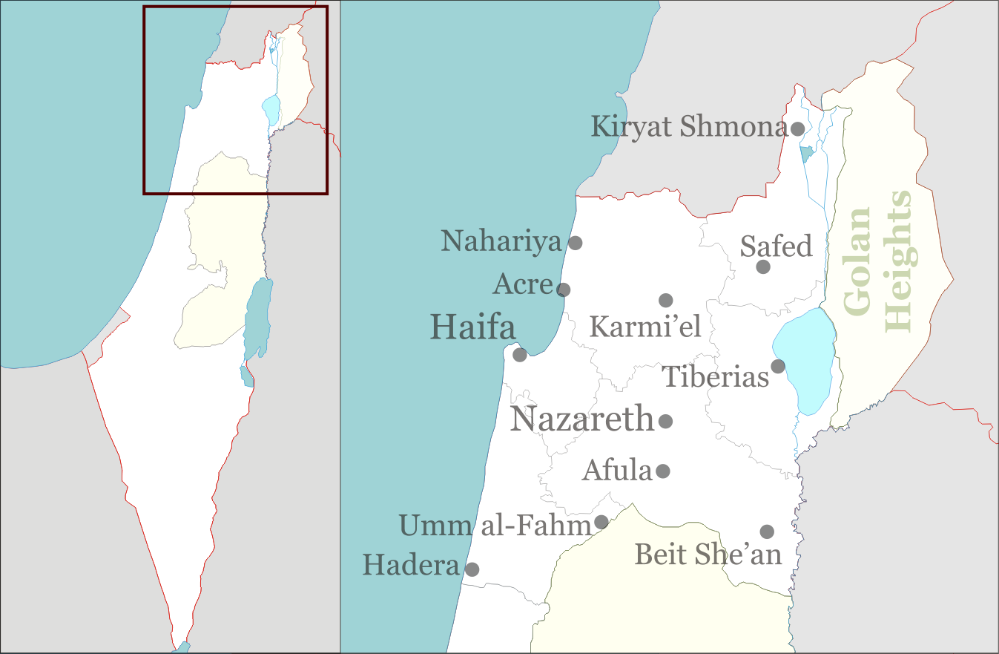 Kiryat Shmona
Nahariya
Safed
Acre
Karmi’el
Haifa
Golan
Heights
Tiberias
Nazareth
Afula
Umm al-Fahm
Beit She’an
Hadera